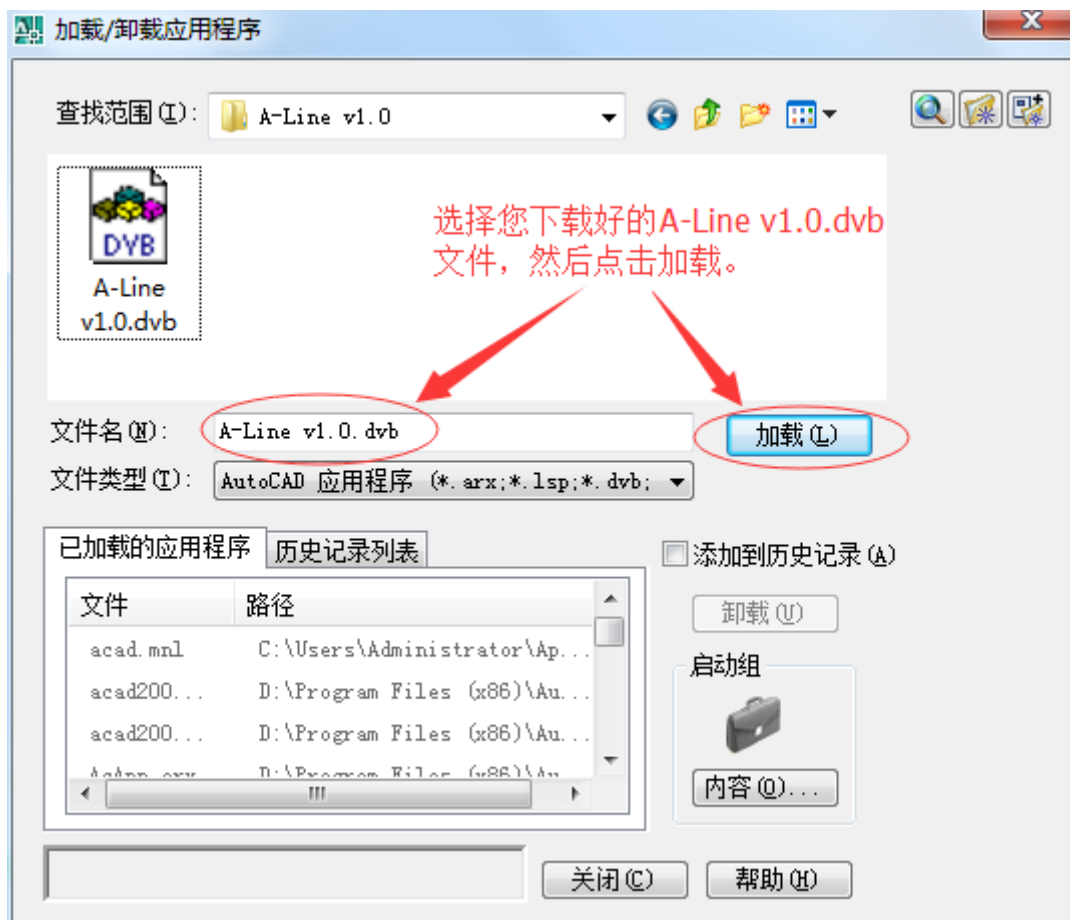 加载/卸载应用程序
查找范围(I): A-Line v1.0
DVB
A-Line
v1.0.dvb
选择您下载好的A-Line v1.0.dvb
文件，然后点击加载。
文件名(N): A-Line v1.0.dvb 加载(L)
文件类型(T): AutoCAD 应用程序 (*.arx;*.lsp;*.dvb;
已加载的应用程序 历史记录列表 添加到历史记录(A)
文件 路径
卸载(U)
acad.mnl C:\Users\Administrator\Ap...
启动组
acad200... D:\Program Files (x86)\Au...
acad200... D:\Program Files (x86)\Au...
D:\Program Files (x86)\Au
内容(O)...
关闭(C) 帮助(H)